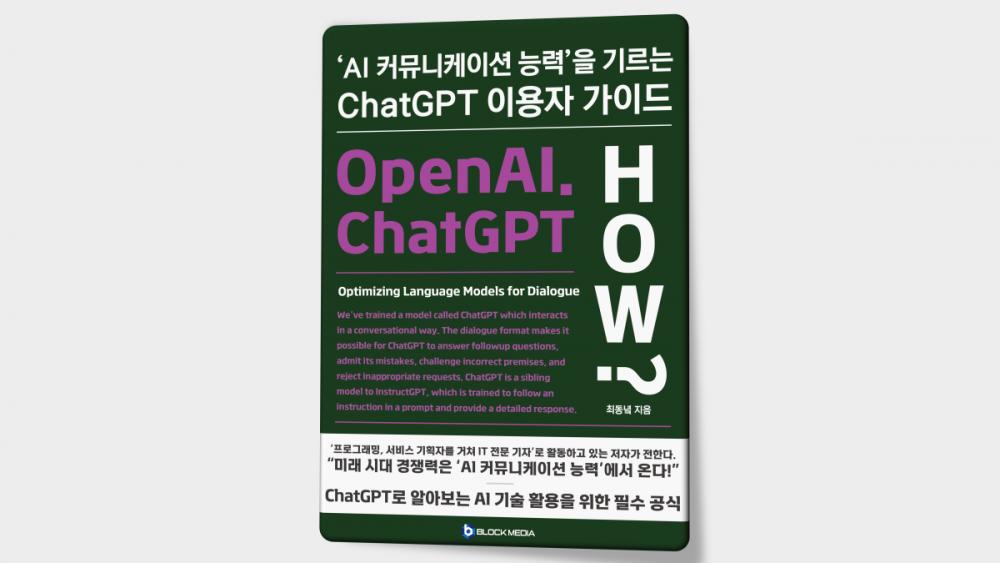 ‘AI 커뮤니케이션 능력’을 기르는
ChatGPT 이용자 가이드
OpenAI.
ChatGPT
HOW?
Optimizing Language Models for Dialogue
We've trained a model called ChatGPT which interacts
in a conversational way. The dialogue format makes it
possible for ChatGPT to answer followup questions,
admit its mistakes, challenge incorrect premises, and
reject inappropriate requests. ChatGPT is a sibling
model to InstructGPT, which is trained to follow an
instruction in a prompt and provide a detailed response.
최동녘 지음
‘프로그래밍, 서비스 기획자를 거쳐 IT 전문 기자’로 활동하고 있는 저자가 전한다.
“미래 시대 경쟁력은 ‘AI 커뮤니케이션 능력’에서 온다!”
ChatGPT로 알아보는 AI 기술 활용을 위한 필수 공식
BLOCKMEDIA